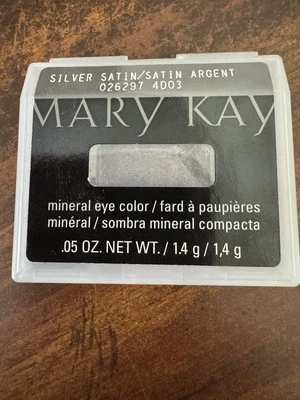 SILVER SATIN/SATIN ARGENT
026297 4D03
MARY KAY
mineral eye color / fard à paupières
minéral / sombra mineral compacta
.05 OZ. NET WT. / 1.4 g / 1,4 g